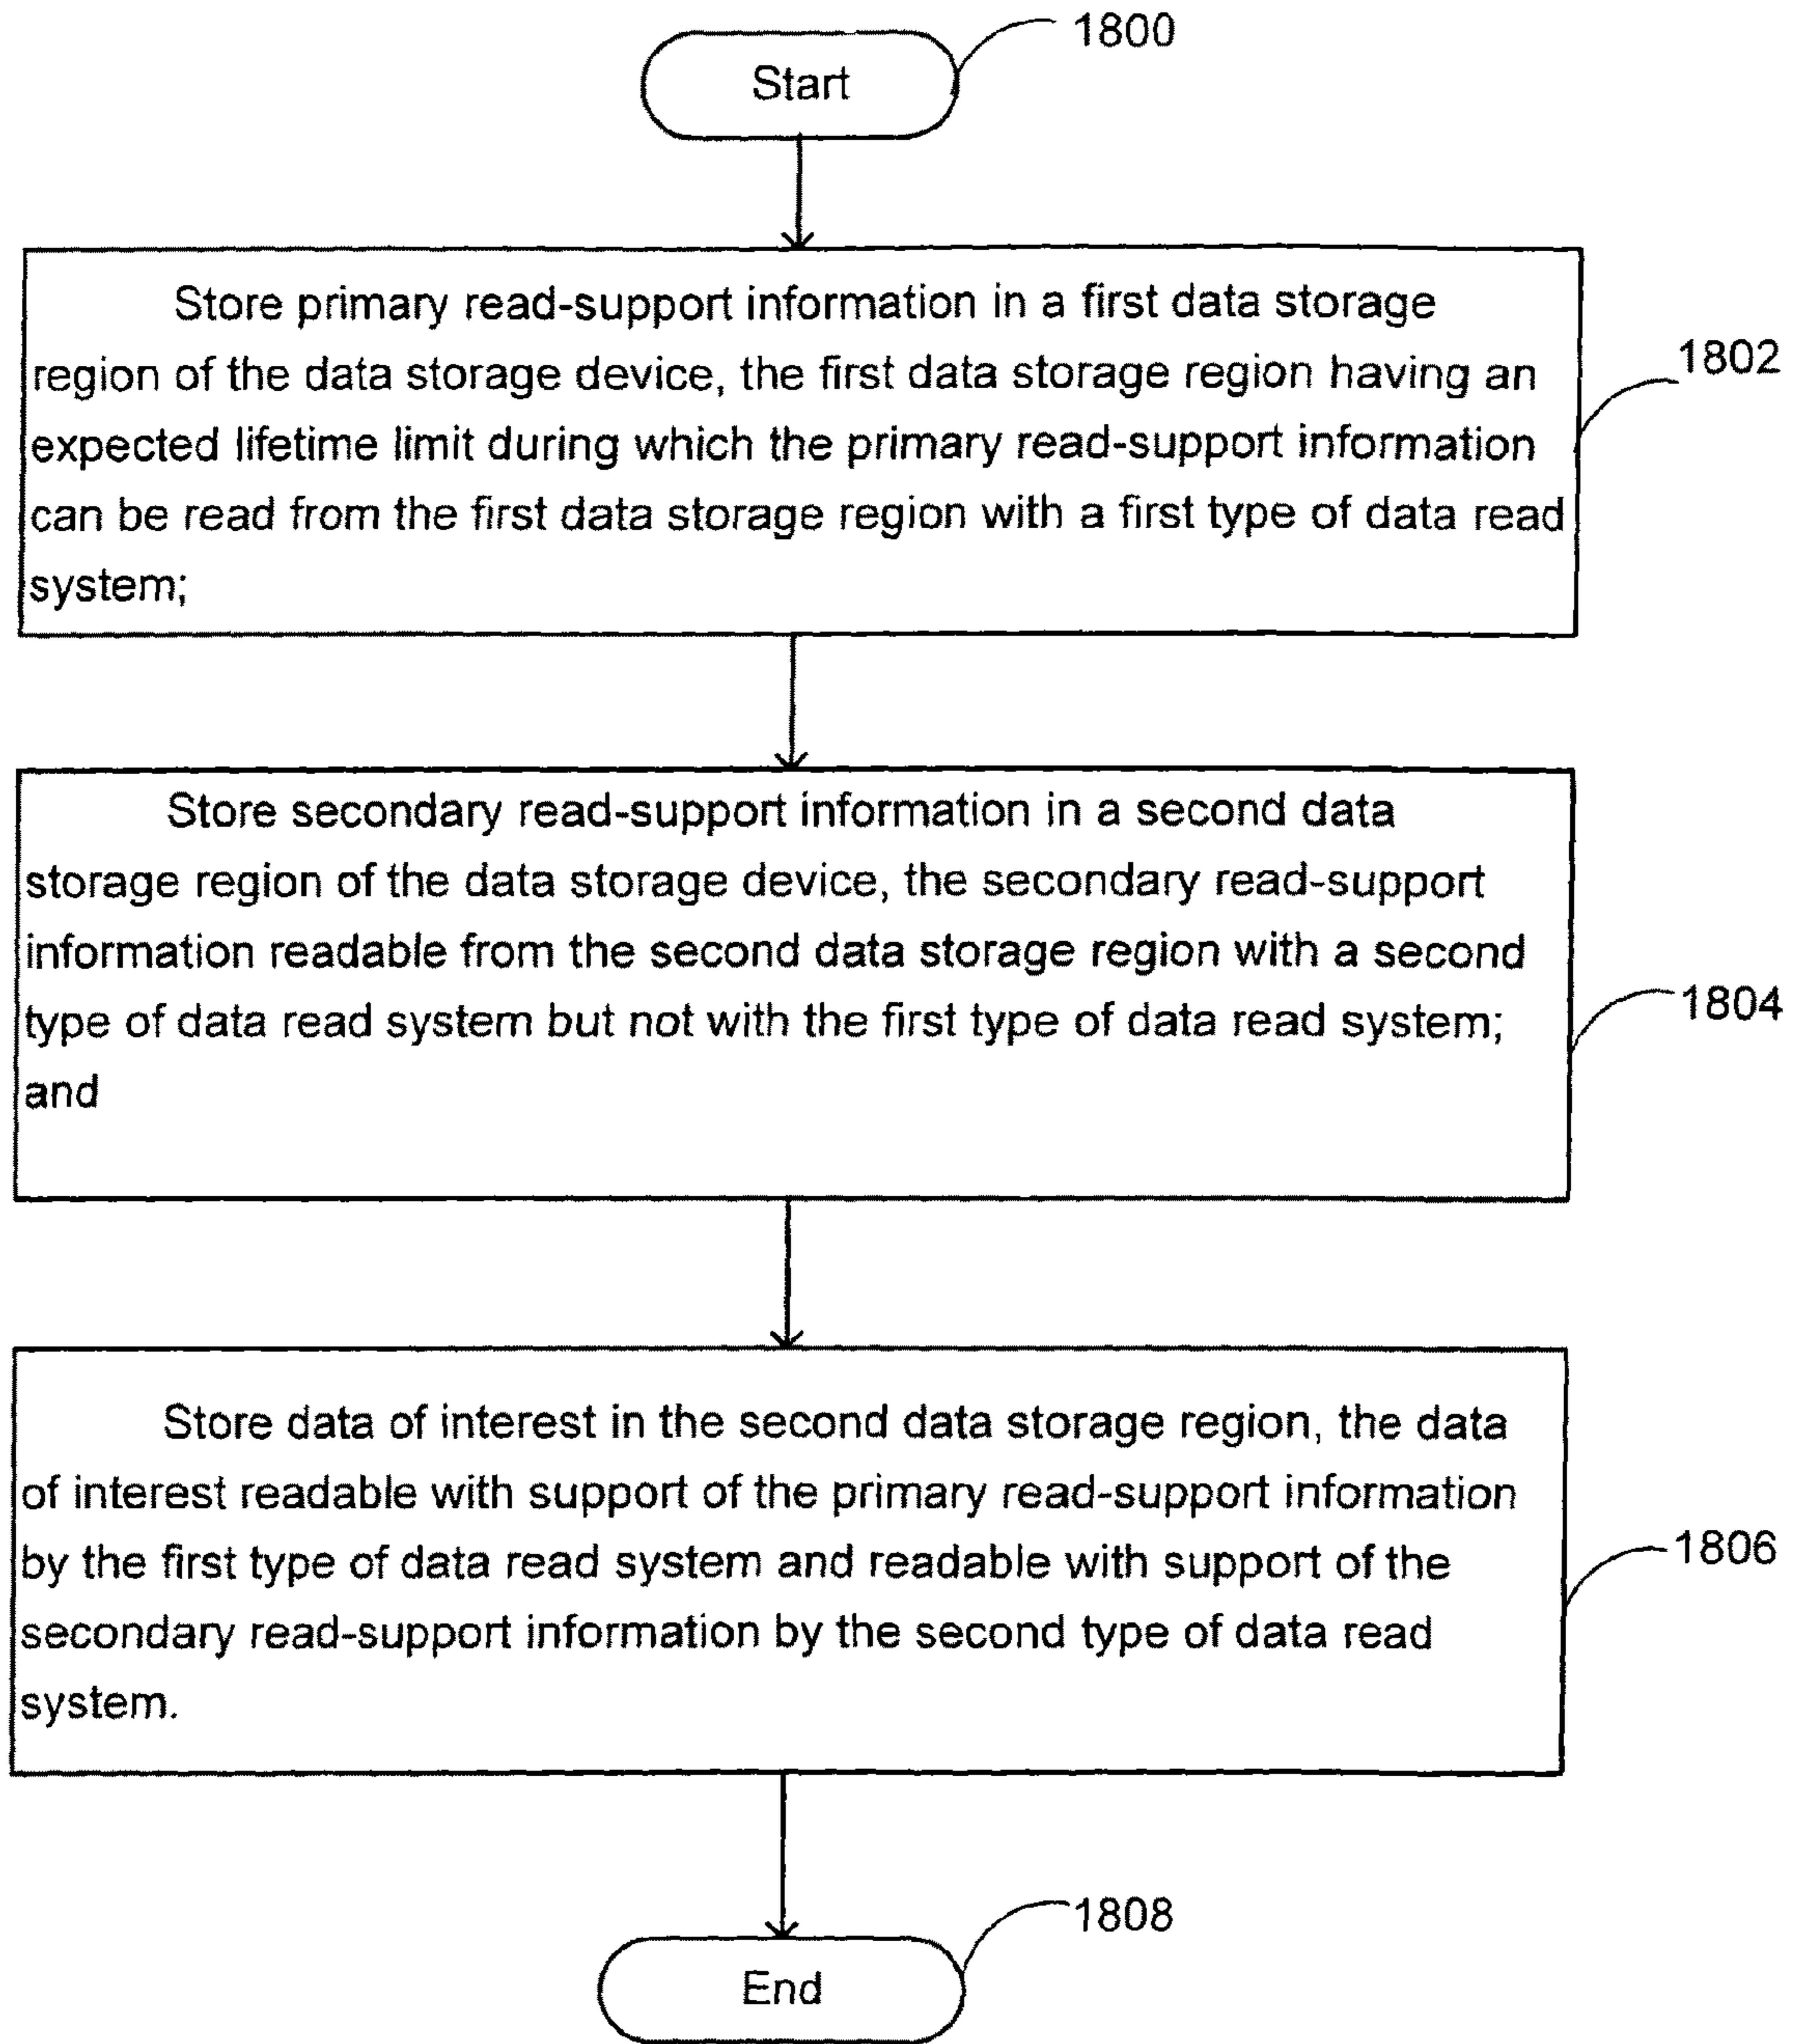 1800
Start
Store primary read-support information in a first data storage
region of the data storage device, the first data storage region having an
expected lifetime limit during which the primary read-support information
can be read from the first data storage region with a first type of data read
system;
1802
Store secondary read-support information in a second data
storage region of the data storage device, the secondary read-support
information readable from the second data storage region with a second
type of data read system but not with the first type of data read system;
and
1804
Store data of interest in the second data storage region, the data
of interest readable with support of the primary read-support information
by the first type of data read system and readable with support of the
secondary read-support information by the second type of data read
system.
1806
1808
End